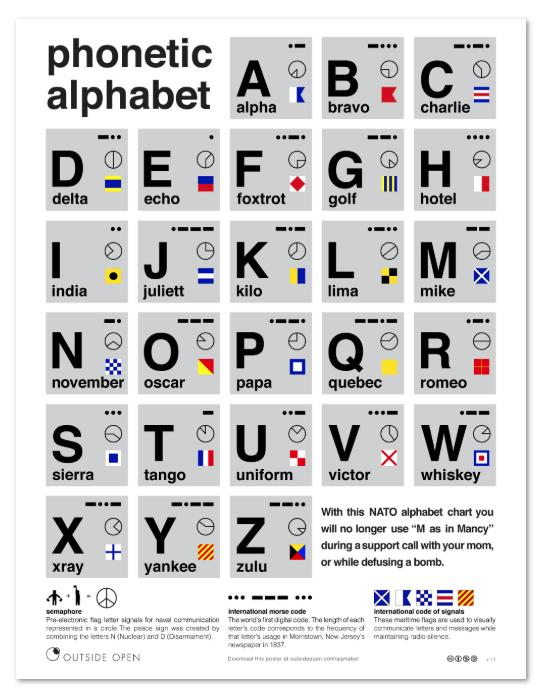 phonetic
alphabet
A
alpha
B
bravo
C
charlie
D
delta
E
echo
F
foxtrot
G
golf
H
hotel
I
india
J
juliett
K
kilo
L
lima
M
mike
N
november
O
oscar
P
papa
Q
quebec
R
romeo
S
sierra
T
tango
U
uniform
V
victor
W
whiskey
X
xray
Y
yankee
Z
zulu
With this NATO alphabet chart you
will no longer use “M as in Mancy”
during a support call with your mom,
or while defusing a bomb.
semaphore
Pre-electronic flag letter signals for naval communication
represented in a circle. The peace sign was created by
combining the letters N (Nuclear) and D (Disarmament).
international morse code
The world's first digital code. The length of each
letter's code corresponds to the frequency of
that letter's usage in Morristown, New Jersey's
newspaper in 1837.
international code of signals
These maritime flags are used to visually
communicate letters and messages while
maintaining radio silence.
OUTSIDE OPEN
Download this poster at outsideopen.com/alphabet
v 1.1